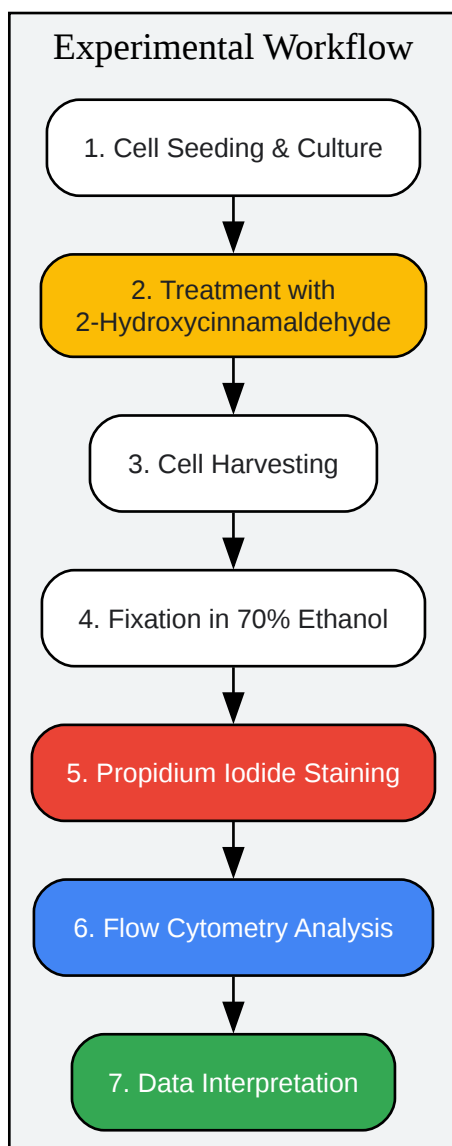 Experimental Workflow
1. Cell Seeding & Culture
2. Treatment with
2-Hydroxycinnamaldehyde
3. Cell Harvesting
4. Fixation in 70% Ethanol
5. Propidium Iodide Staining
6. Flow Cytometry Analysis
7. Data Interpretation